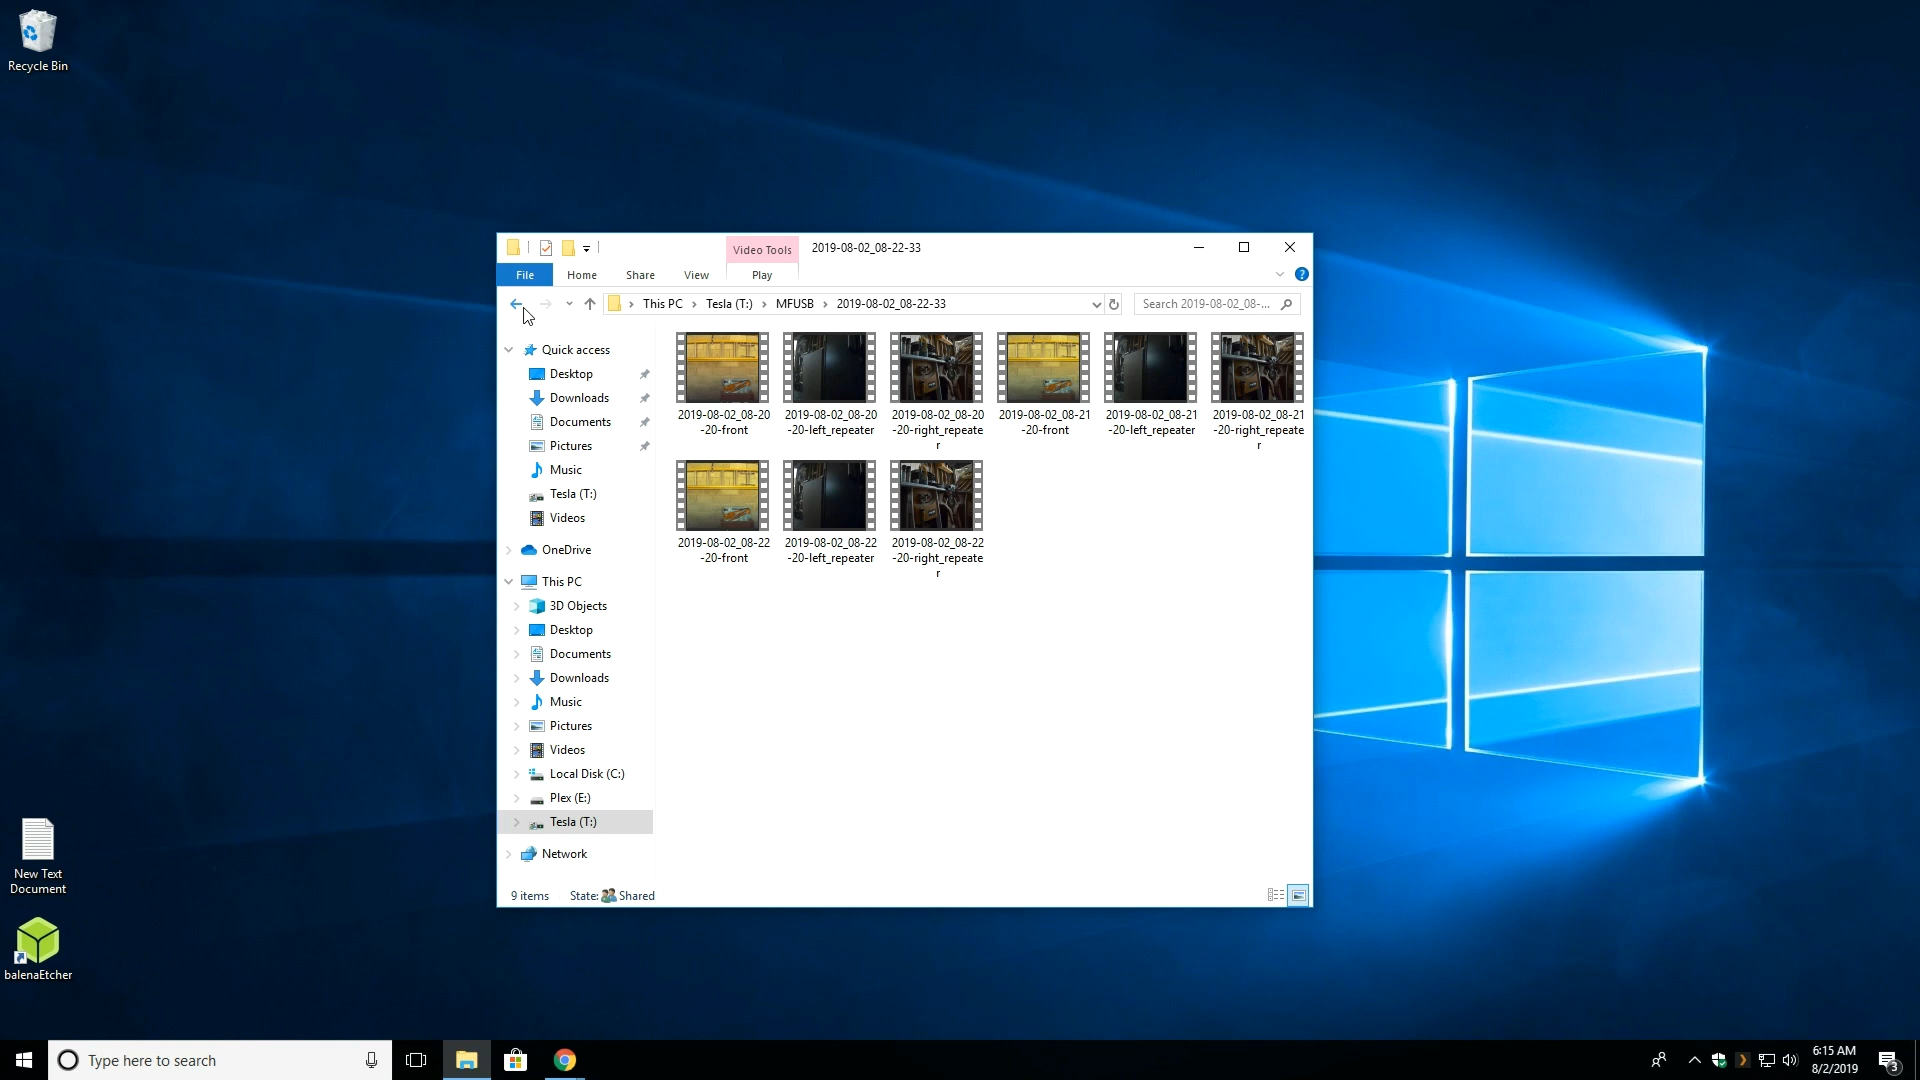 Recycle Bin
Video Tools
2019-08-02_08-22-33
File
Home
Share
View
Play
This PC
Tesla (T:)
MFUSB
2019-08-02_08-22-33
Search 2019-08-02_08-...
Quick access
Desktop
Downloads
Documents
Pictures
Music
Tesla (T:)
Videos
OneDrive
This PC
3D Objects
Desktop
Documents
Downloads
Music
Pictures
Videos
Local Disk (C:)
Plex (E:)
Tesla (T:)
Network
2019-08-02_08-20
-20-front
2019-08-02_08-20
-20-left_repeater
2019-08-02_08-20
-20-right_repeate
r
2019-08-02_08-21
-20-front
2019-08-02_08-21
-20-left_repeater
2019-08-02_08-21
-20-right_repeate
r
2019-08-02_08-22
-20-front
2019-08-02_08-22
-20-left_repeater
2019-08-02_08-22
-20-right_repeate
r
9 items
State:
Shared
New Text
Document
balenaEtcher
Type here to search
6:15 AM
8/2/2019
3